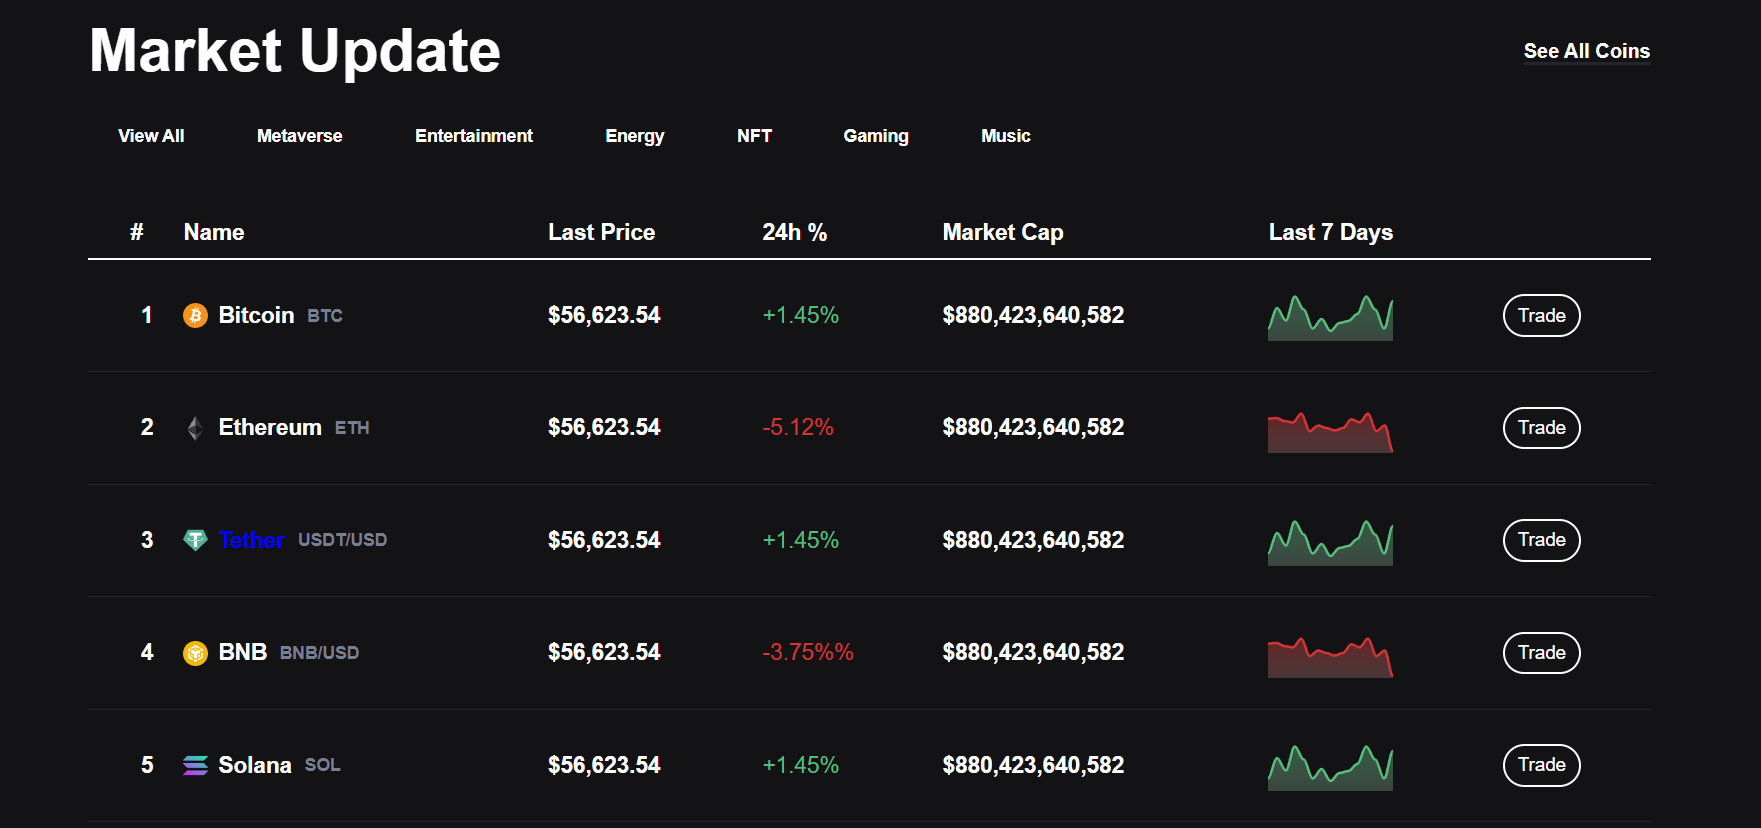 Market Update
See All Coins
View All Metaverse Entertainment Energy NFT Gaming Music
# Name Last Price 24h % Market Cap Last 7 Days
1 Bitcoin BTC $56,623.54 +1.45% $880,423,640,582 Trade
2 Ethereum ETH $56,623.54 -5.12% $880,423,640,582 Trade
3 Tether USDT/USD $56,623.54 +1.45% $880,423,640,582 Trade
4 BNB BNB/USD $56,623.54 -3.75%% $880,423,640,582 Trade
5 Solana SOL $56,623.54 +1.45% $880,423,640,582 Trade